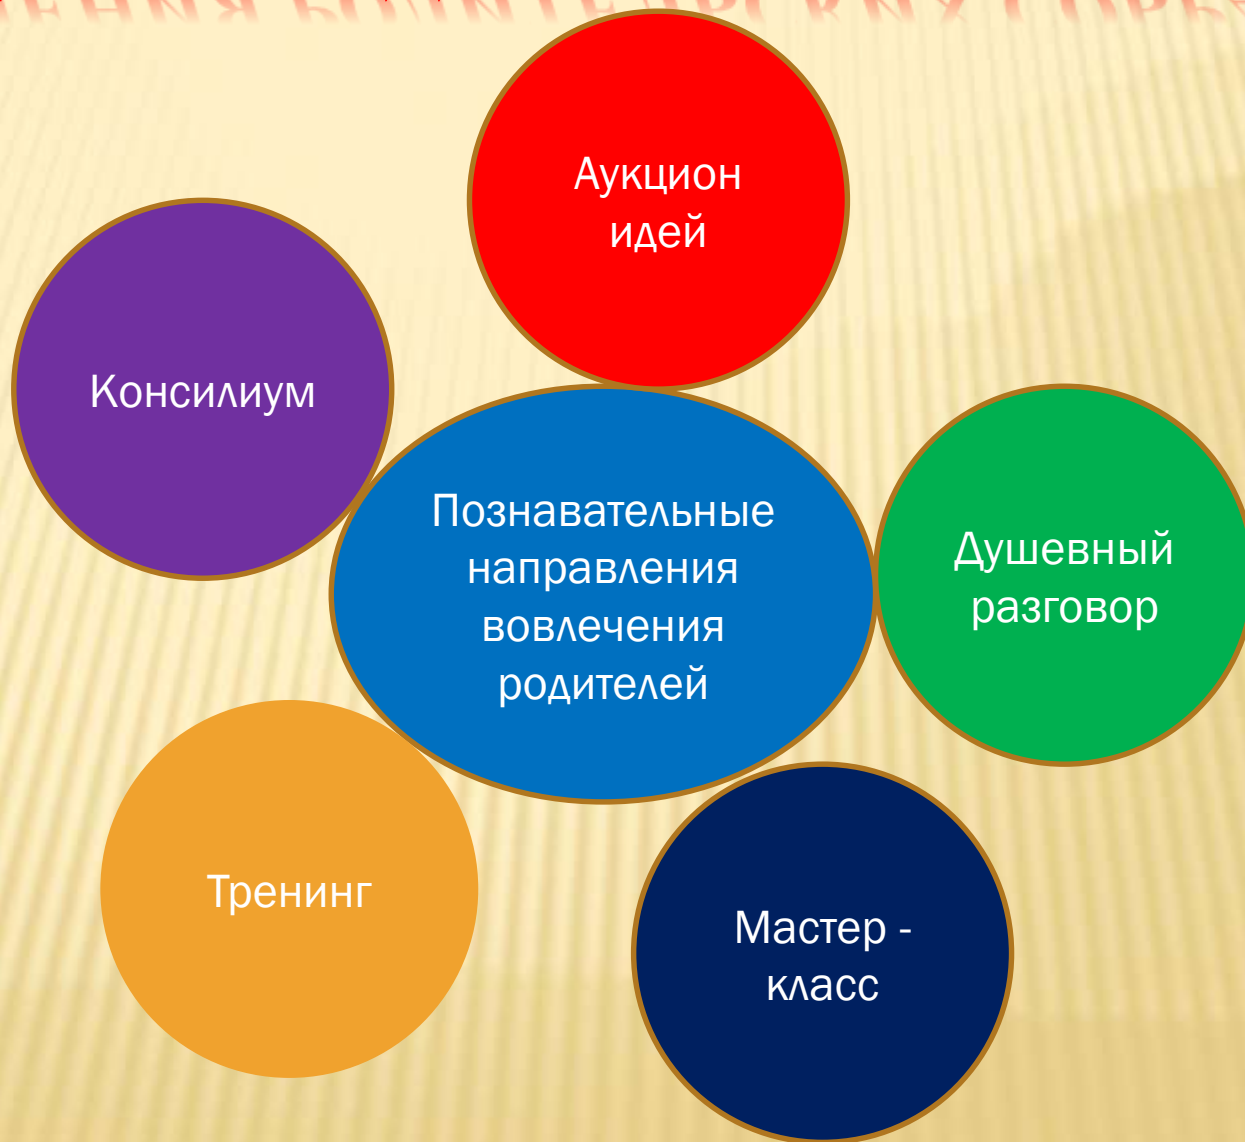 Аукцион
идей
Консилиум
Познавательные
направления
вовлечения
родителей
Душевный
разговор
Тренинг
Мастер -
класс